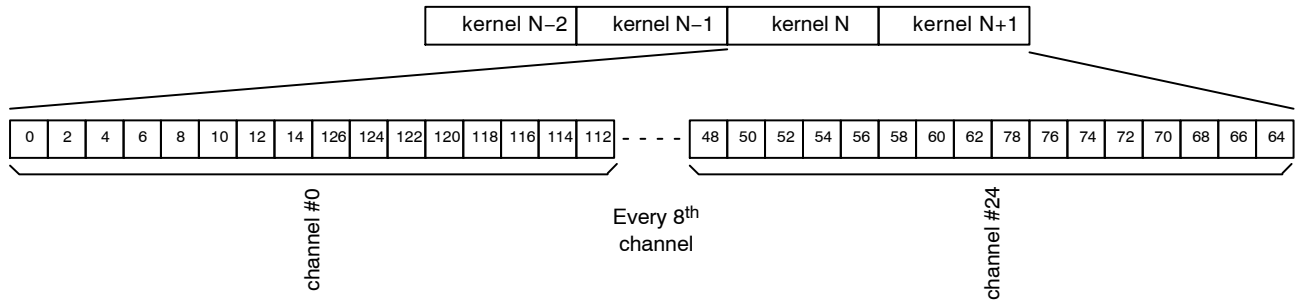 kernel N−2 kernel N−1 kernel N kernel N+1
0 2 4 6 8 10 12 14 126 124 122 120 118 116 114 112 - - - - 48 50 52 54 56 58 60 62 78 76 74 72 70 68 66 64
channel #0
Every 8th
channel
channel #24